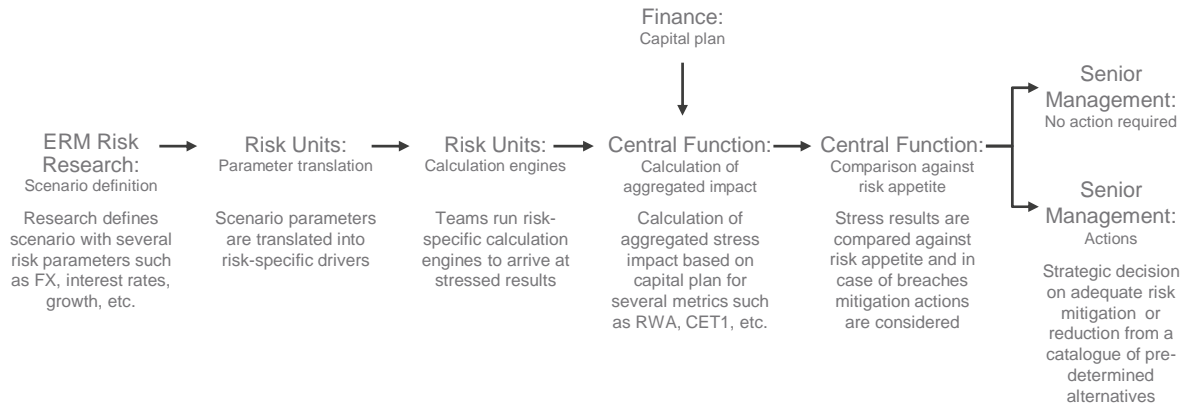 Finance:
Capital plan
ERM Risk
Research:
Scenario definition
Research defines
scenario with several
risk parameters such
as FX, interest rates,
growth, etc.
Risk Units:
Parameter translation
Scenario parameters
are translated into
risk-specific drivers
Risk Units:
Calculation engines
Teams run risk-
specific calculation
engines to arrive at
stressed results
Central Function:
Calculation of
aggregated impact
Calculation of
aggregated stress
impact based on
capital plan for
several metrics such
as RWA, CET1, etc.
Central Function:
Comparison against
risk appetite
Stress results are
compared against
risk appetite and in
case of breaches
mitigation actions
are considered
Senior
Management:
No action required
Senior
Management:
Actions
Strategic decision
on adequate risk
mitigation or
reduction from a
catalogue of pre-
determined
alternatives